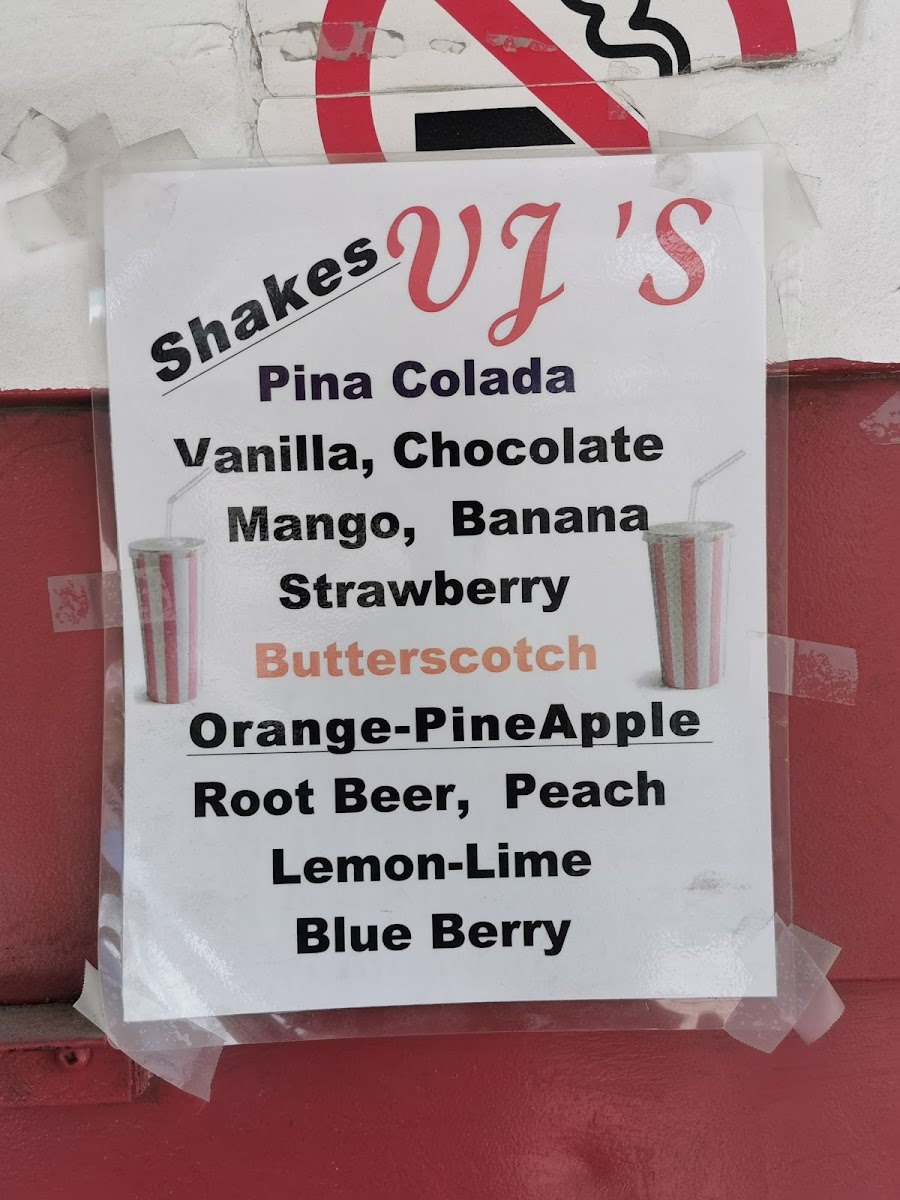 Shakes VJ'S
Pina Colada
Vanilla, Chocolate
Mango, Banana
Strawberry
Butterscotch
Orange-PineApple
Root Beer, Peach
Lemon-Lime
Blue Berry